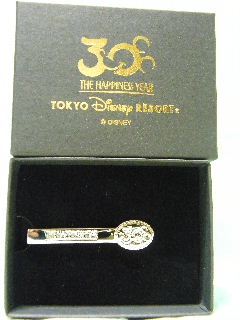 30
THE HAPPINESS YEAR
TOKYO Disney RESORT®
© DISNEY